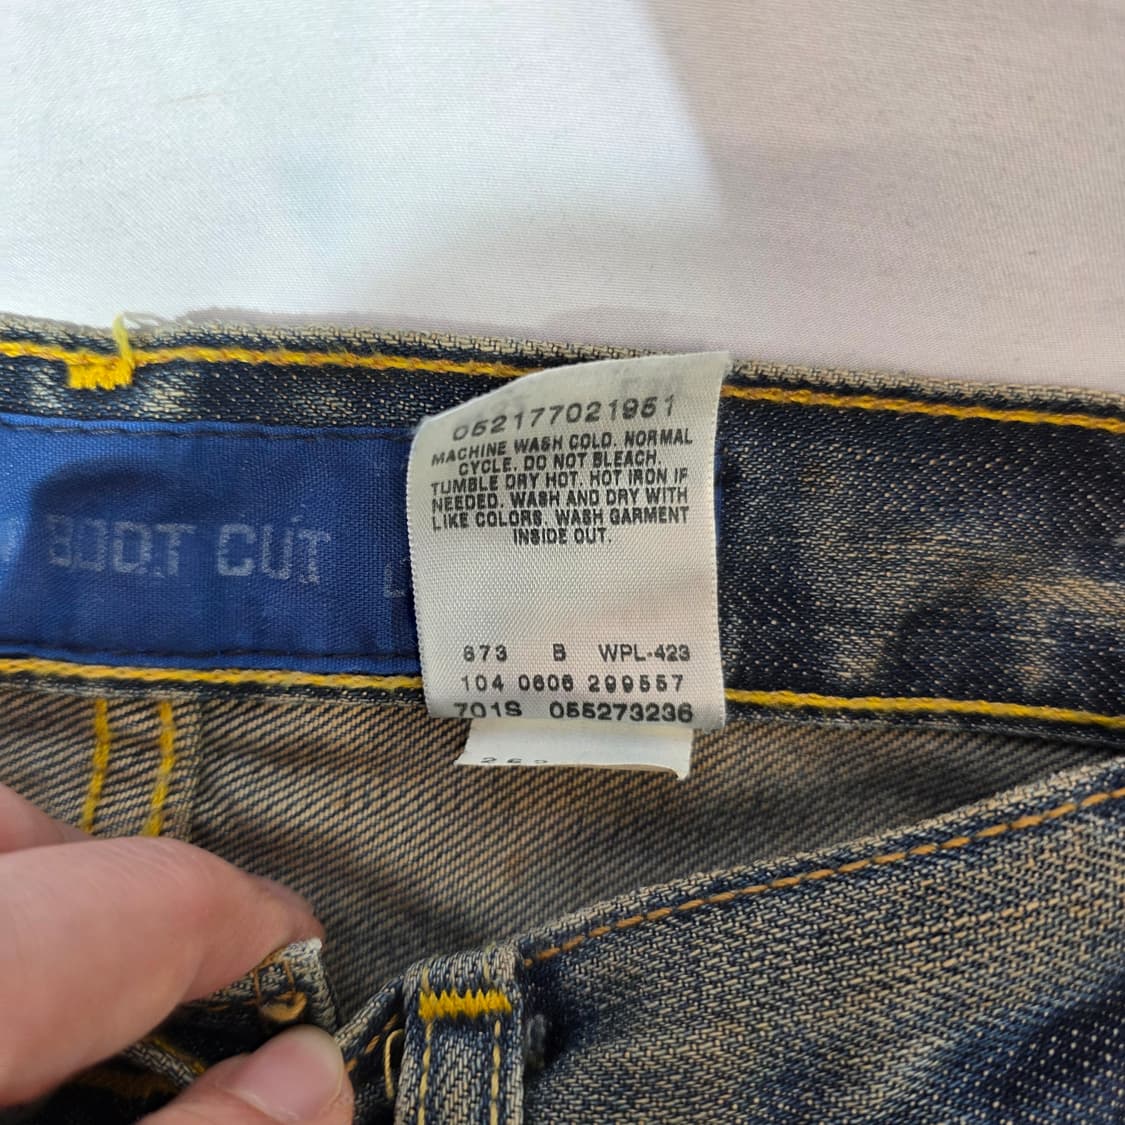 052177021951
MACHINE WASH COLD. NORMAL
CYCLE. DO NOT BLEACH.
TUMBLE DRY HOT. HOT IRON IF
NEEDED. WASH AND DRY WITH
LIKE COLORS. WASH GARMENT
INSIDE OUT.
BOOT CUT
673 B WPL-423
104 0606 299557
701S 055273236